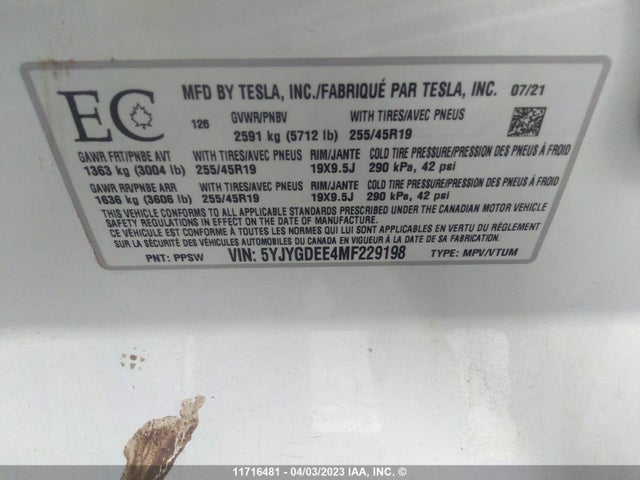 EC
MFD BY TESLA, INC./FABRIQUÉ PAR TESLA, INC. 07/21
126 GVWR/PNBV WITH TIRES/AVEC PNEUS
2591 kg (5712 lb) 255/45R19
GAWR FRT/PNBE AVT WITH TIRES/AVEC PNEUS RIM/JANTE COLD TIRE PRESSURE/PRESSION DES PNEUS À FROID
1363 kg (3004 lb) 255/45R19 19X9.5J 290 kPa, 42 psi
GAWR RR/PNBE ARR WITH TIRES/AVEC PNEUS RIM/JANTE COLD TIRE PRESSURE/PRESSION DES PNEUS À FROID
1636 kg (3606 lb) 255/45R19 19X9.5J 290 kPa, 42 psi
THIS VEHICLE CONFORMS TO ALL APPLICABLE STANDARDS PRESCRIBED UNDER THE CANADIAN MOTOR VEHICLE
SAFETY REGULATIONS IN EFFECT ON THE DATE OF MANUFACTURE
CE VÉHICULE EST CONFORME À TOUTES LES NORMES QUI LUI SONT APPLICABLES EN VERTU DU RÈGLEMENT
SUR LA SÉCURITÉ DES VÉHICULES AUTOMOBILES DU CANADA EN VIGUEUR À LA DATE DE SA FABRICATION
PNT: PPSW VIN: 5YJYGDEE4MF229198 TYPE: MPV/VTUM
11716481 - 04/03/2023 IAA, INC. ©